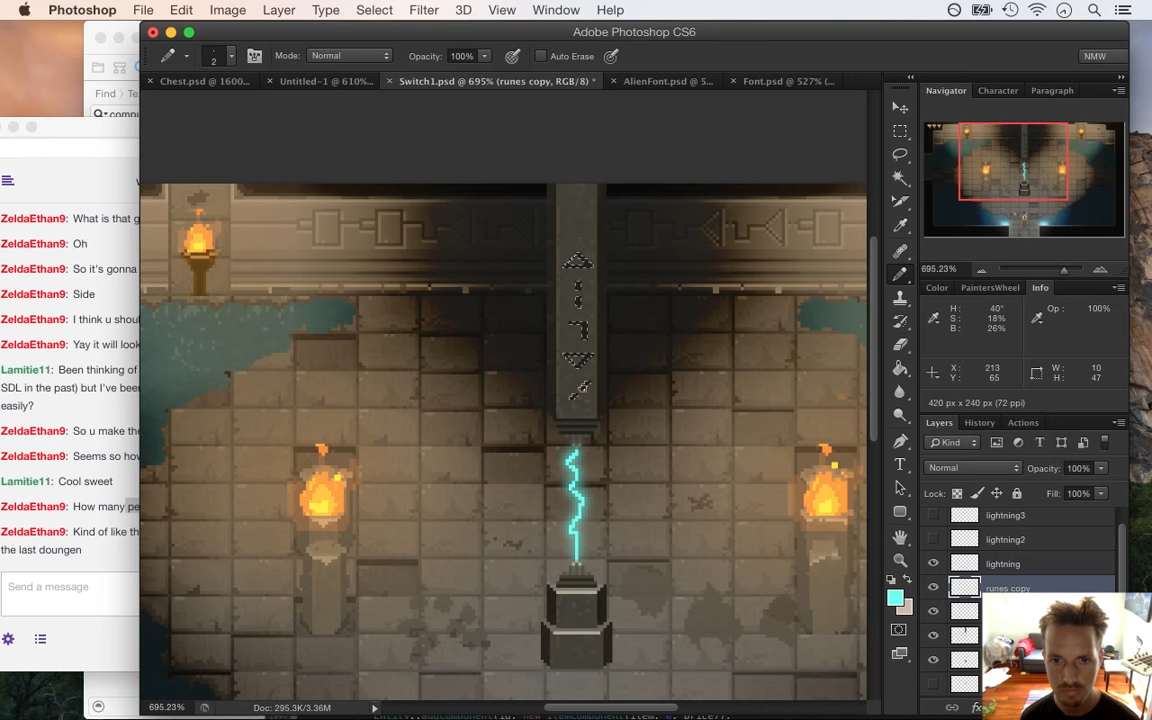 Photoshop File Edit Image Layer Type Select Filter 3D View Window Help
Adobe Photoshop CS6
2 Mode: Normal Opacity: 100% Auto Erase NMW
Chest.psd @ 1600... Untitled-1 @ 610%... Switch1.psd @ 695% (runes copy, RGB/8) * AlienFont.psd @ 5... Font.psd @ 527% (...
Find Te
comp
ZeldaEthan9: What is that g
ZeldaEthan9: Oh
ZeldaEthan9: So it's gonna
ZeldaEthan9: Side
ZeldaEthan9: I think u shou
ZeldaEthan9: Yay it will look
Lamitie11: Been thinking of
SDL in the past) but I've been
easily?
ZeldaEthan9: So u make the
ZeldaEthan9: Seems so how
Lamitie11: Cool sweet
ZeldaEthan9: How many pe
ZeldaEthan9: Kind of like th
the last doungen
Send a message
Navigator Character Paragraph
695.23%
Color PaintersWheel Info
H: 40°
S: 18%
B: 26%
Op: 100%
X: 213
Y: 65
W: 10
H: 47
420 px x 240 px (72 ppi)
Layers History Actions
Kind
Normal Opacity: 100%
Lock: Fill: 100%
lightning3
lightning2
lightning
runes copy
695.23% Doc: 295.3K/3.36M